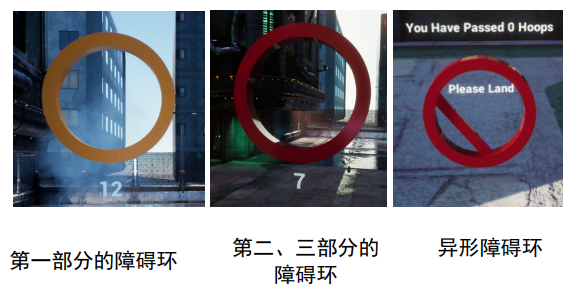 You Have Passed 0 Hoops
Please Land
12
7
第一部分的障碍环
第二、三部分的
障碍环
异形障碍环